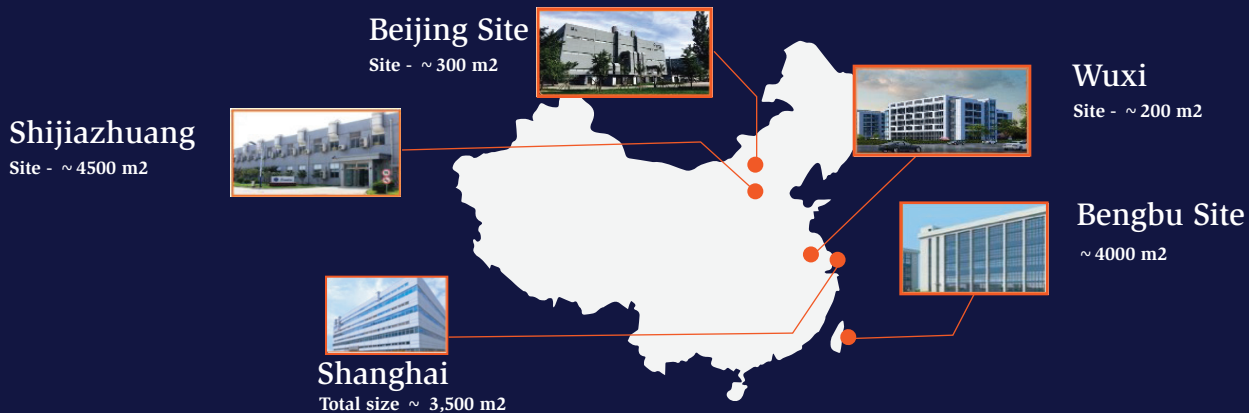 Beijing Site
Site - ~ 300 m2
Wuxi
Site - ~ 200 m2
Shijiazhuang
Site - ~ 4500 m2
Bengbu Site
~ 4000 m2
Shanghai
Total size ~ 3,500 m2